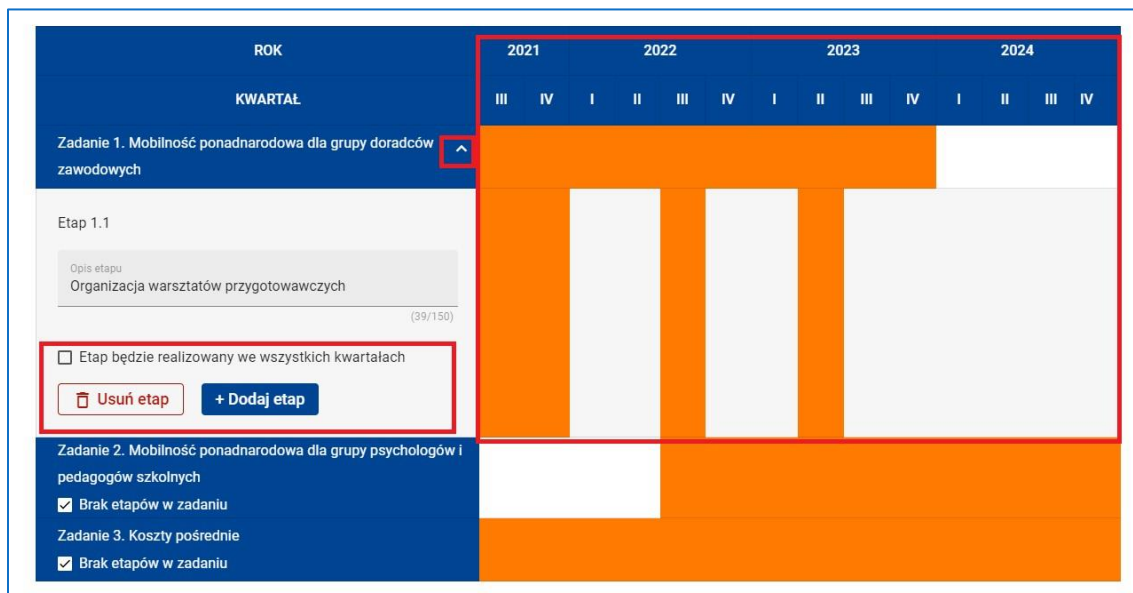 ROK 2021 2022 2023 2024
KWARTAŁ III IV I II III IV I II III IV I II III IV
Zadanie 1. Mobilność ponadnarodowa dla grupy doradców
zawodowych
Etap 1.1
Opis etapu
Organizacja warsztatów przygotowawczych
(39/150)
Etap będzie realizowany we wszystkich kwartałach
Usuń etap + Dodaj etap
Zadanie 2. Mobilność ponadnarodowa dla grupy psychologów i
pedagogów szkolnych
Brak etapów w zadaniu
Zadanie 3. Koszty pośrednie
Brak etapów w zadaniu